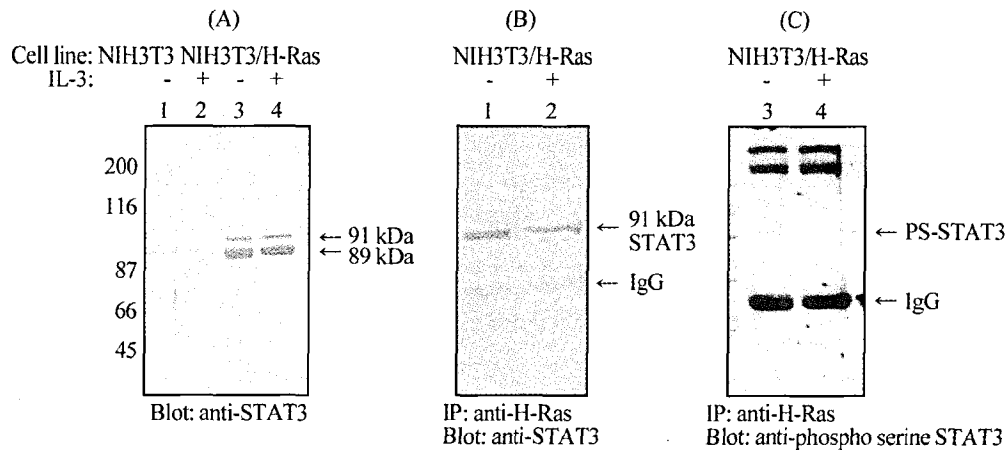 (A)
Cell line: NIH3T3 NIH3T3/H-Ras
IL-3: - + - +
1 2 3 4
200
116
87
66
45
← 91 kDa
← 89 kDa
Blot: anti-STAT3
(B)
NIH3T3/H-Ras
- +
1 2
← 91 kDa
STAT3
← IgG
IP: anti-H-Ras
Blot: anti-STAT3
(C)
NIH3T3/H-Ras
- +
3 4
← PS-STAT3
← IgG
IP: anti-H-Ras
Blot: anti-phospho serine STAT3